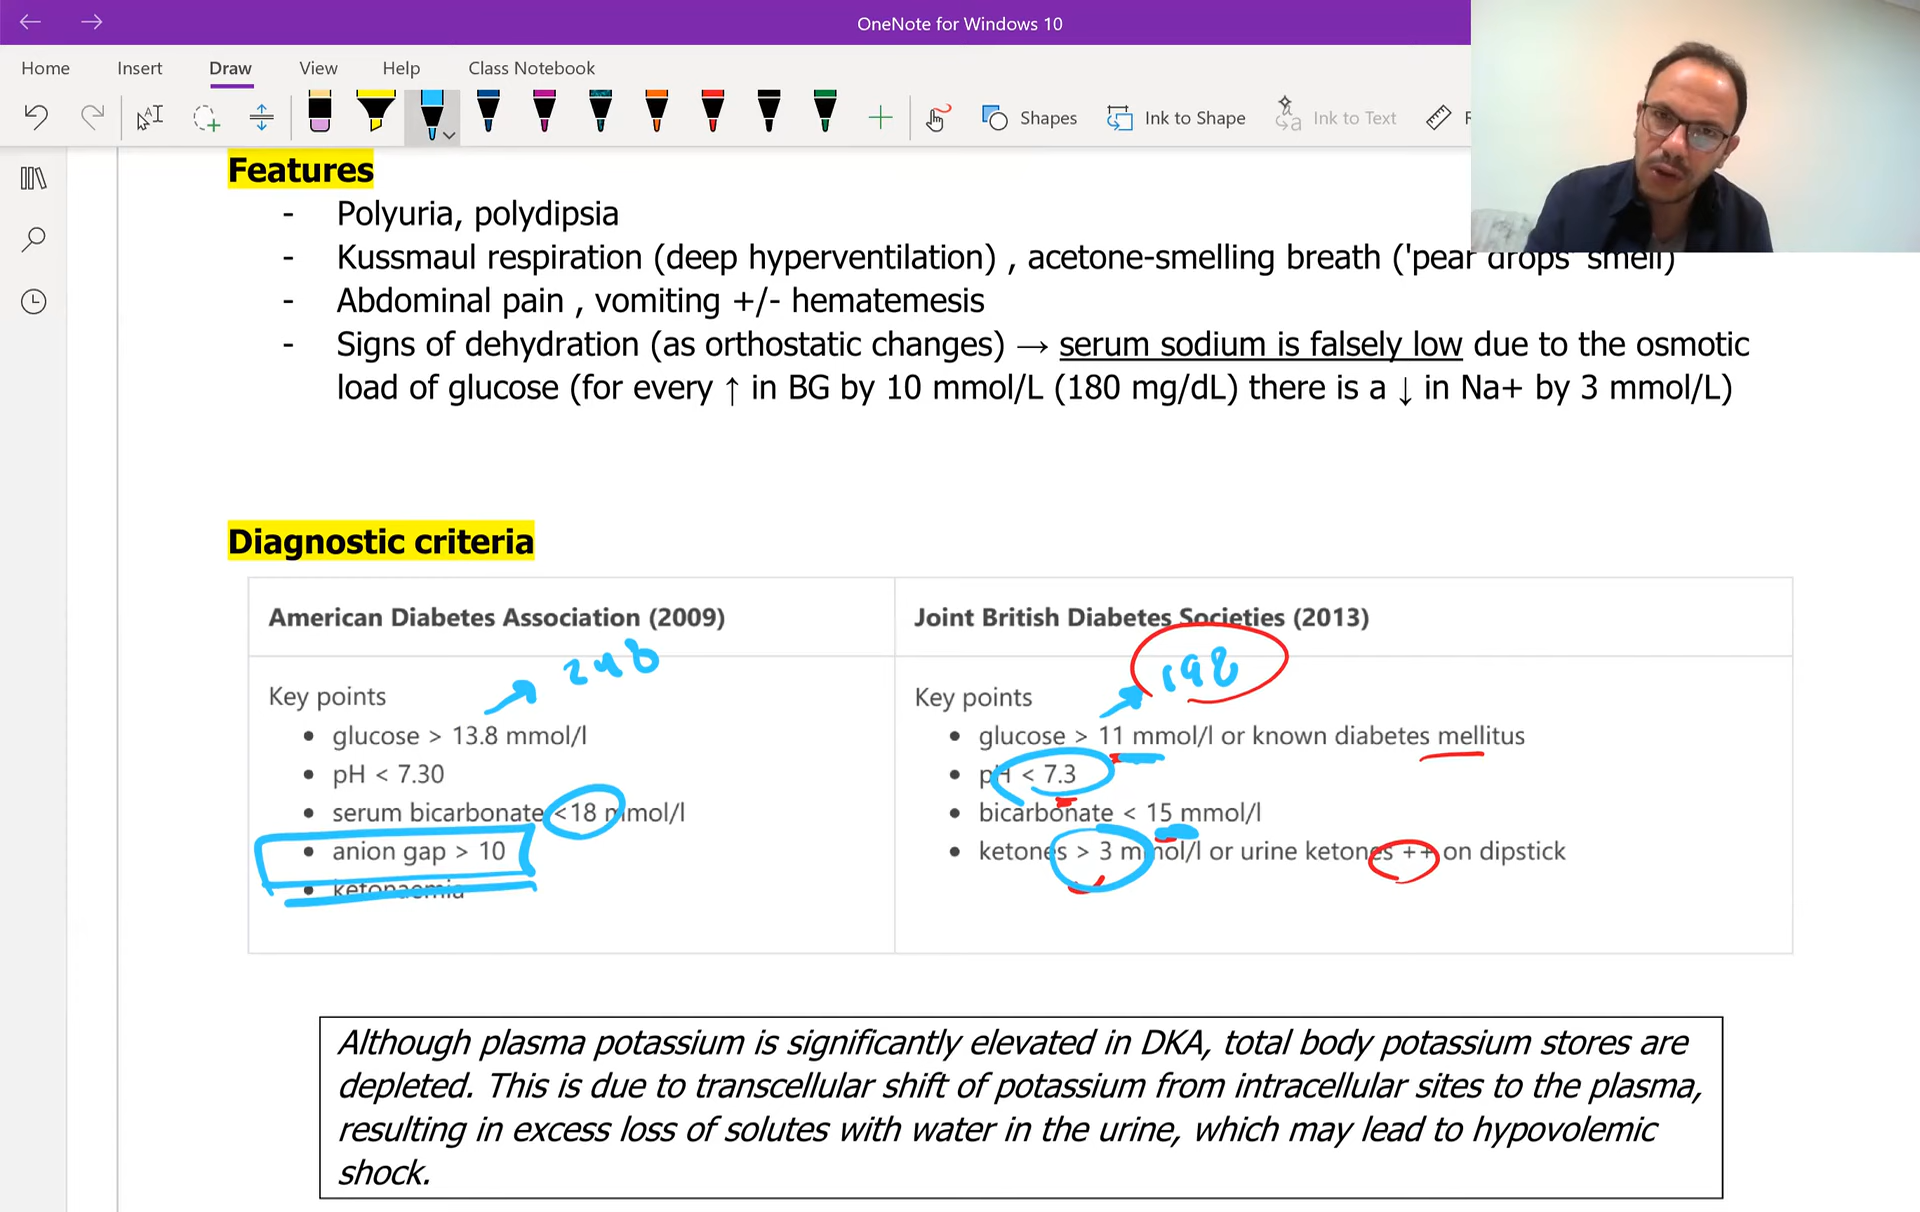 OneNote for Windows 10
Home Insert Draw View Help Class Notebook
Shapes Ink to Shape Ink to Text
Features
- Polyuria, polydipsia
- Kussmaul respiration (deep hyperventilation) , acetone-smelling breath ('pear drops' smell)
- Abdominal pain , vomiting +/- hematemesis
- Signs of dehydration (as orthostatic changes) → serum sodium is falsely low due to the osmotic
load of glucose (for every ↑ in BG by 10 mmol/L (180 mg/dL) there is a ↓ in Na+ by 3 mmol/L)
Diagnostic criteria
American Diabetes Association (2009)
248
Key points
• glucose > 13.8 mmol/l
• pH < 7.30
• serum bicarbonate <18 mmol/l
• anion gap > 10
• ketonaemia
Joint British Diabetes Societies (2013)
198
Key points
• glucose > 11 mmol/l or known diabetes mellitus
• pH < 7.3
• bicarbonate < 15 mmol/l
• ketones > 3 mmol/l or urine ketones ++ on dipstick
Although plasma potassium is significantly elevated in DKA, total body potassium stores are
depleted. This is due to transcellular shift of potassium from intracellular sites to the plasma,
resulting in excess loss of solutes with water in the urine, which may lead to hypovolemic
shock.